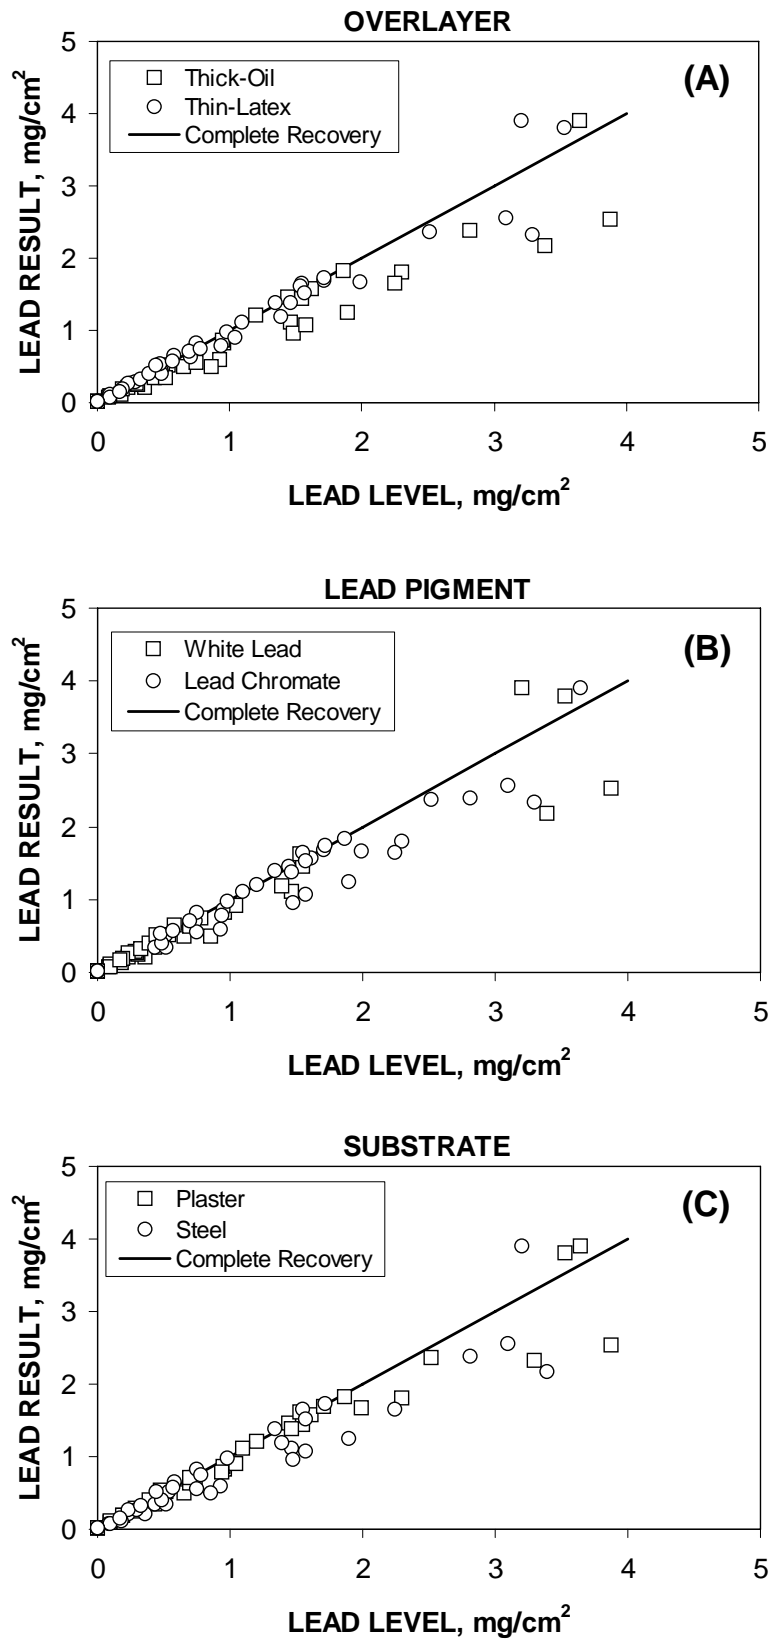 OVERLAYER
(A)
Thick-Oil
Thin-Latex
Complete Recovery
LEAD RESULT, mg/cm²
5
4
3
2
1
0
0 1 2 3 4 5
LEAD LEVEL, mg/cm²
LEAD PIGMENT
(B)
White Lead
Lead Chromate
Complete Recovery
LEAD RESULT, mg/cm²
5
4
3
2
1
0
0 1 2 3 4 5
LEAD LEVEL, mg/cm²
SUBSTRATE
(C)
Plaster
Steel
Complete Recovery
LEAD RESULT, mg/cm²
5
4
3
2
1
0
0 1 2 3 4 5
LEAD LEVEL, mg/cm²